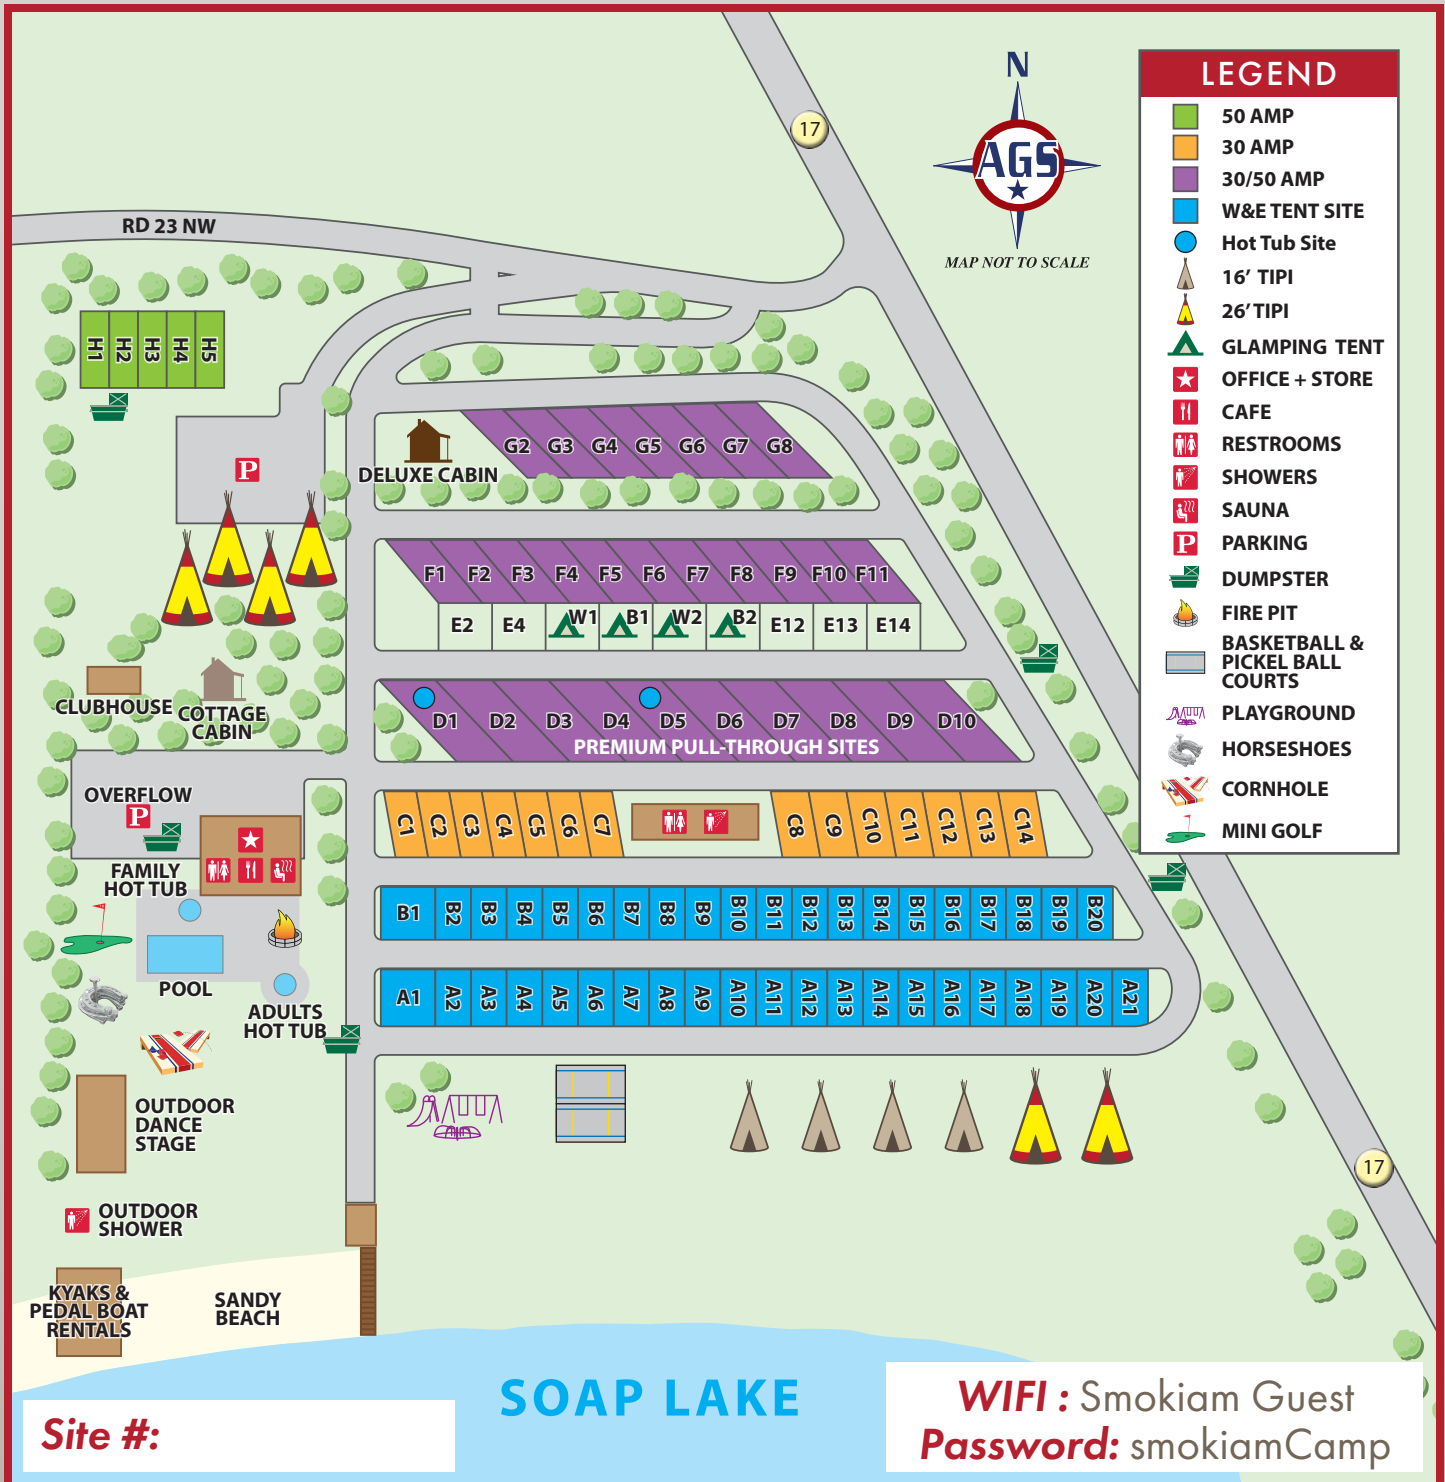 N
AGS
MAP NOT TO SCALE
17
LEGEND
50 AMP
30 AMP
30/50 AMP
W&E TENT SITE
Hot Tub Site
16' TIPI
26' TIPI
GLAMPING TENT
OFFICE + STORE
CAFE
RESTROOMS
SHOWERS
SAUNA
P PARKING
DUMPSTER
FIRE PIT
BASKETBALL &
PICKEL BALL
COURTS
PLAYGROUND
HORSESHOES
CORNHOLE
MINI GOLF
RD 23 NW
H1 H2 H3 H4 H5
P
DELUXE CABIN
G2 G3 G4 G5 G6 G7 G8
F1 F2 F3 F4 F5 F6 F7 F8 F9 F10 F11
E2 E4 W1 B1 W2 B2 E12 E13 E14
CLUBHOUSE
COTTAGE
CABIN
D1 D2 D3 D4 D5 D6 D7 D8 D9 D10
PREMIUM PULL-THROUGH SITES
OVERFLOW
P
C1 C2 C3 C4 C5 C6 C7 C8 C9 C10 C11 C12 C13 C14
FAMILY
HOT TUB
B1 B2 B3 B4 B5 B6 B7 B8 B9 B10 B11 B12 B13 B14 B15 B16 B17 B18 B19 B20
POOL
A1 A2 A3 A4 A5 A6 A7 A8 A9 A10 A11 A12 A13 A14 A15 A16 A17 A18 A19 A20 A21
ADULTS
HOT TUB
OUTDOOR
DANCE
STAGE
17
OUTDOOR
SHOWER
KYAKS &
PEDAL BOAT
RENTALS
SANDY
BEACH
SOAP LAKE
Site #:
WIFI : Smokiam Guest
Password: smokiamCamp